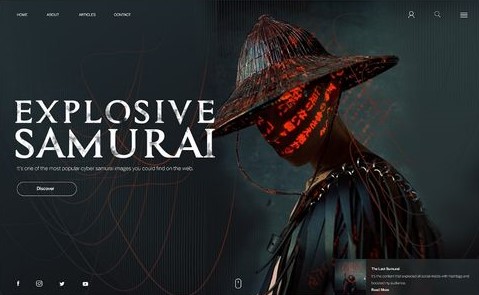 HOME ABOUT ARTICLES CONTACT
EXPLOSIVE
SAMURAI
It's one of the most popular cyber samurai images you could find on the web.
Discover
The Last Samurai
It's the content that exploded all social media with hashtag and
focused my audience.
Read More